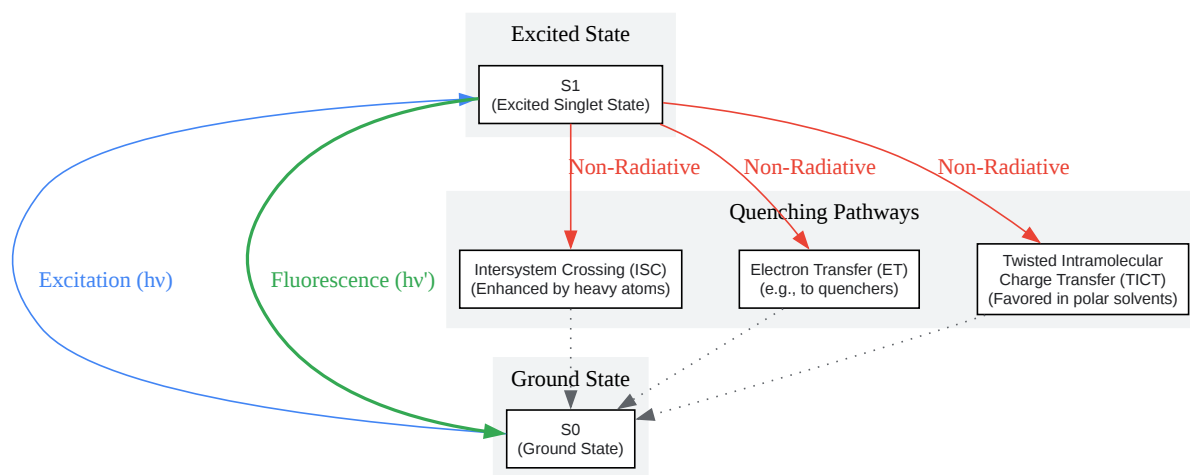 Excited State
S1
(Excited Singlet State)
Non-Radiative
Non-Radiative
Non-Radiative
Quenching Pathways
Intersystem Crossing (ISC)
(Enhanced by heavy atoms)
Electron Transfer (ET)
(e.g., to quenchers)
Twisted Intramolecular
Charge Transfer (TICT)
(Favored in polar solvents)
Excitation (hν)
Fluorescence (hν')
Ground State
S0
(Ground State)